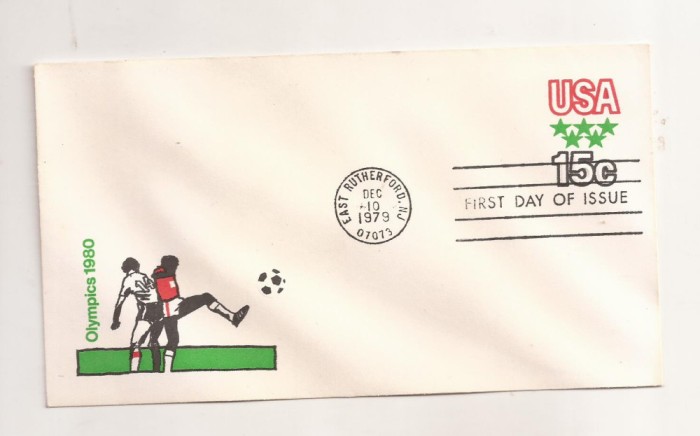 USA
15c
EAST RUTHERFORD, NJ
DEC
10
1979
07073
FIRST DAY OF ISSUE
Olympics 1980